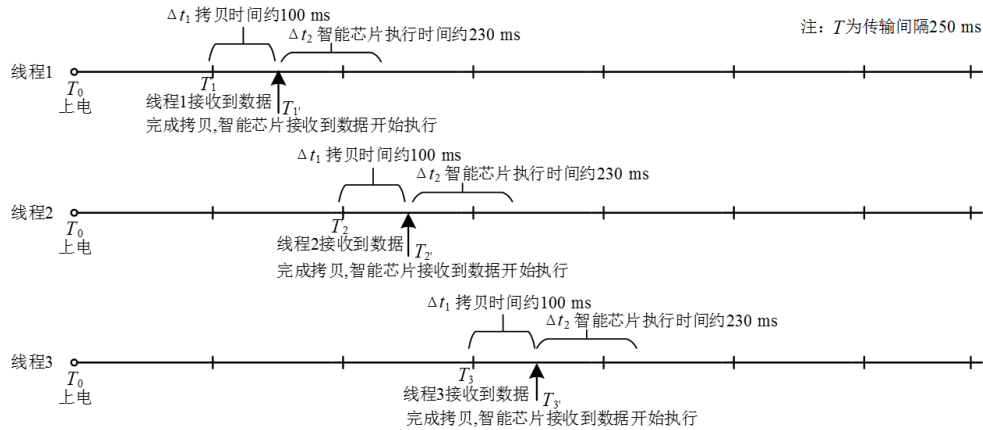 注：T为传输间隔250 ms
Δt₁ 拷贝时间约100 ms
Δt₂ 智能芯片执行时间约230 ms
线程1
T₀
上电
T₁
线程1接收到数据
T₁'
完成拷贝,智能芯片接收到数据开始执行
Δt₁ 拷贝时间约100 ms
Δt₂ 智能芯片执行时间约230 ms
线程2
T₀
上电
T₂
线程2接收到数据
T₂'
完成拷贝,智能芯片接收到数据开始执行
Δt₁ 拷贝时间约100 ms
Δt₂ 智能芯片执行时间约230 ms
线程3
T₀
上电
T₃
线程3接收到数据
T₃'
完成拷贝,智能芯片接收到数据开始执行